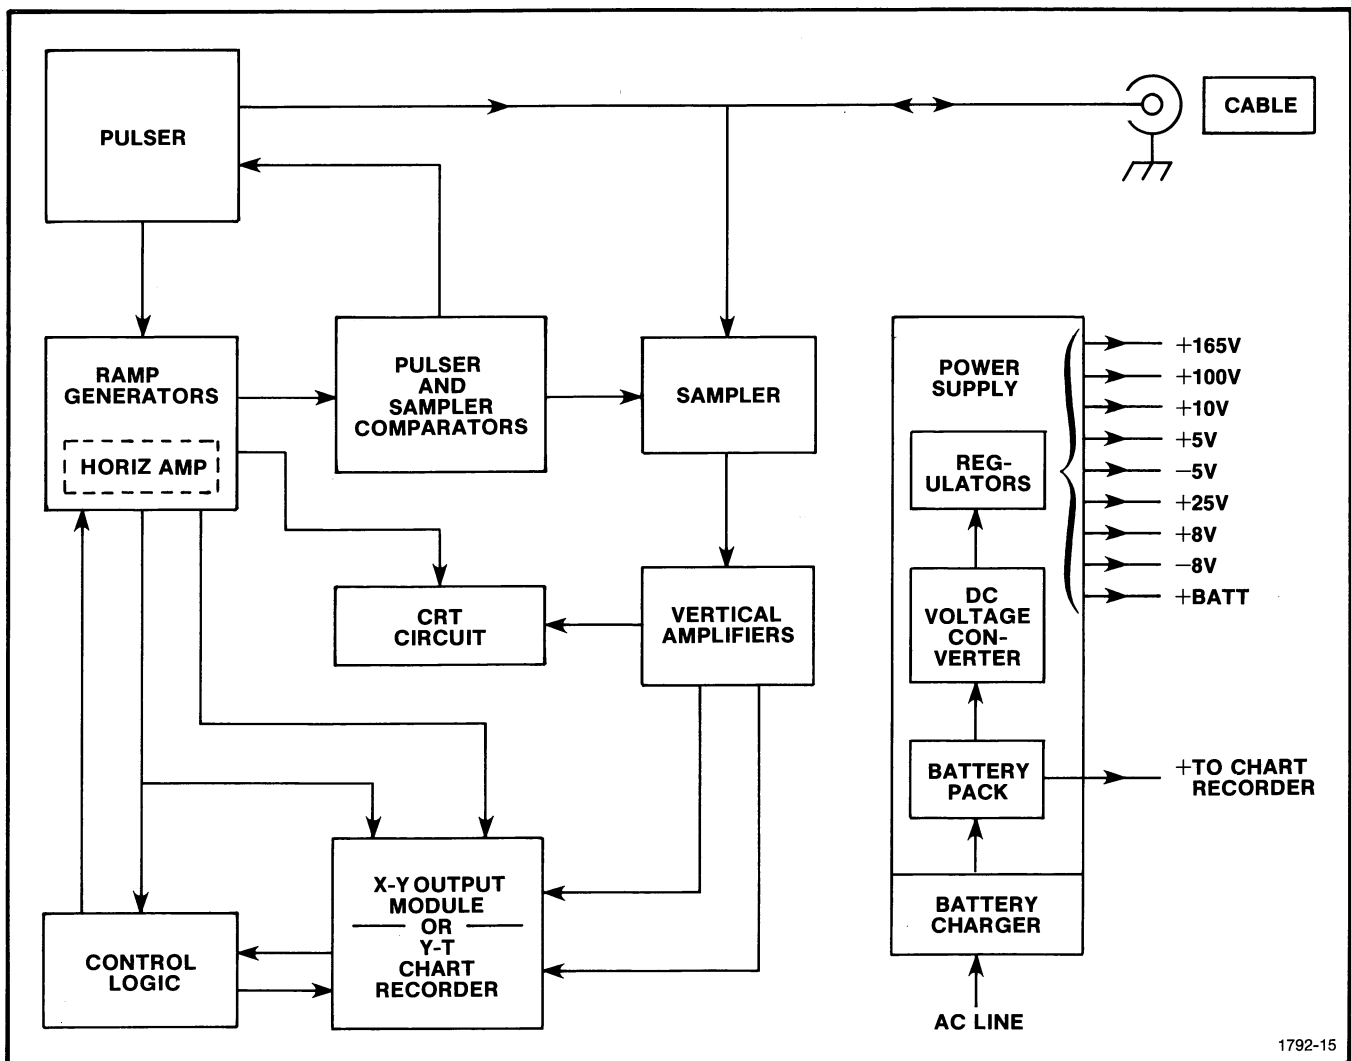 PULSER
CABLE
RAMP
GENERATORS
HORIZ AMP
PULSER
AND
SAMPLER
COMPARATORS
SAMPLER
CRT
CIRCUIT
VERTICAL
AMPLIFIERS
X-Y OUTPUT
MODULE
OR
Y-T
CHART
RECORDER
CONTROL
LOGIC
POWER
SUPPLY
REG-
ULATORS
DC
VOLTAGE
CON-
VERTER
BATTERY
PACK
BATTERY
CHARGER
AC LINE
+165V
+100V
+10V
+5V
−5V
+25V
+8V
−8V
+BATT
+TO CHART
RECORDER
1792-15